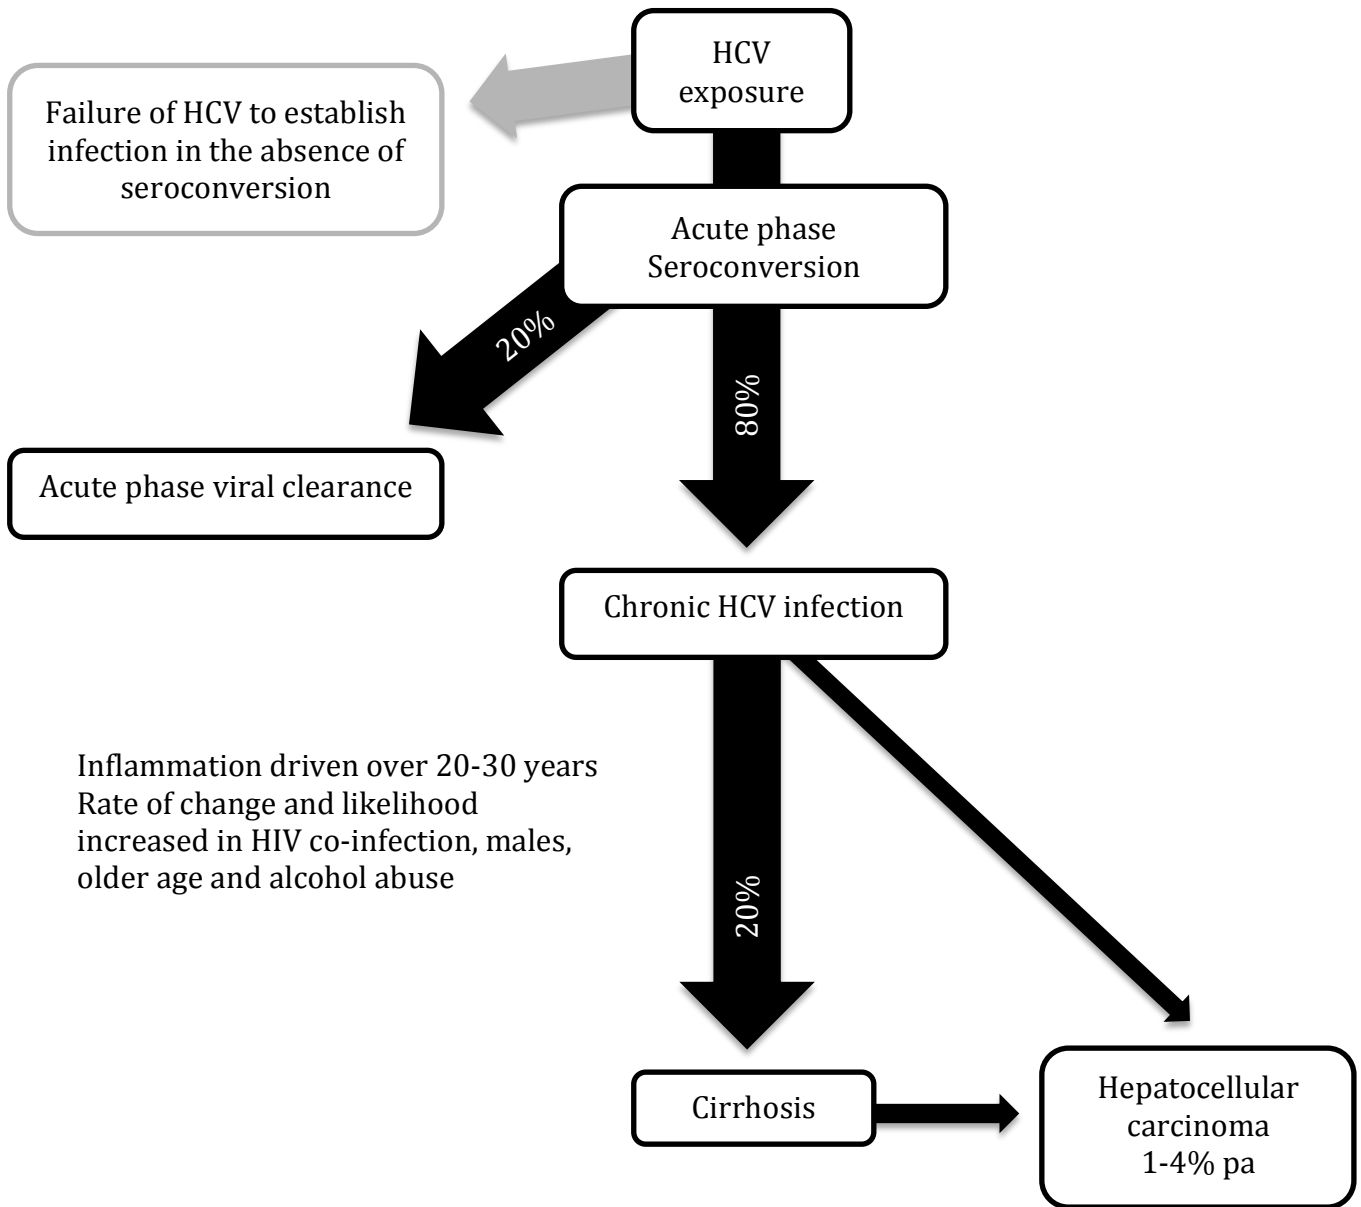 HCV
exposure
Failure of HCV to establish
infection in the absence of
seroconversion
Acute phase
Seroconversion
20%
80%
Acute phase viral clearance
Chronic HCV infection
Inflammation driven over 20-30 years
Rate of change and likelihood
increased in HIV co-infection, males,
older age and alcohol abuse
20%
Cirrhosis
Hepatocellular
carcinoma
1-4% pa